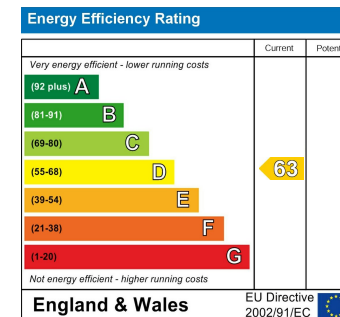 Energy Efficiency Rating
Current
Very energy efficient - lower running costs
(92 plus) A
(81-91) B
(69-80) C
(55-68) D
63
(39-54) E
(21-38) F
(1-20) G
Not energy efficient - higher running costs
England & Wales
EU Directive
2002/91/EC